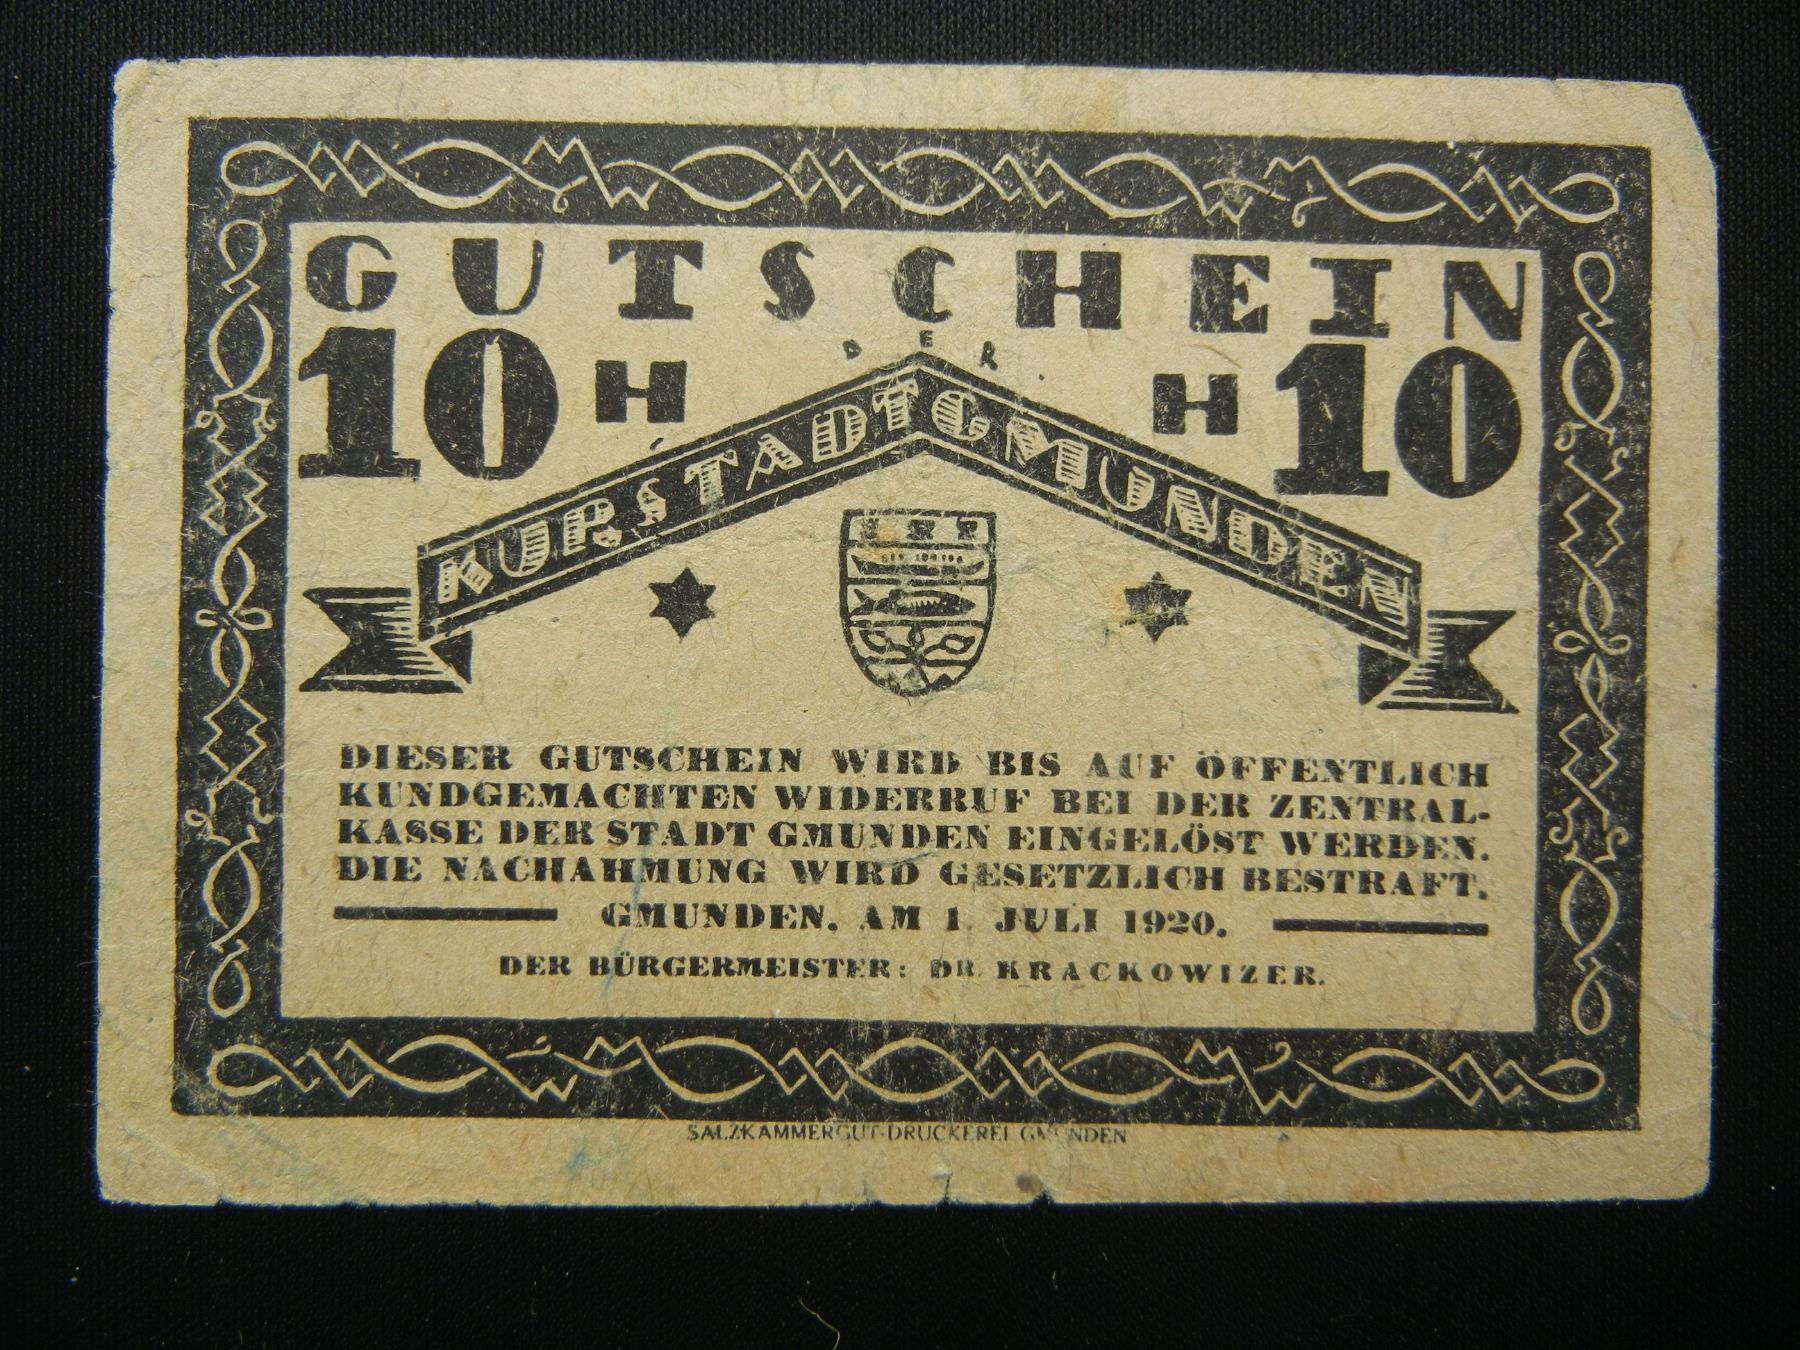 GUTSCHEIN
10 H DER H 10
KURSTADT GMUNDEN
DIESER GUTSCHEIN WIRD BIS AUF ÖFFENTLICH
KUNDGEMACHTEN WIDERRUF BEI DER ZENTRAL-
KASSE DER STADT GMUNDEN EINGELÖST WERDEN.
DIE NACHAHMUNG WIRD GESETZLICH BESTRAFT.
GMUNDEN. AM 1. JULI 1920.
DER BÜRGERMEISTER: DR. KRACKOWIZER.
SALZKAMMERGUT-DRUCKEREI GMUNDEN